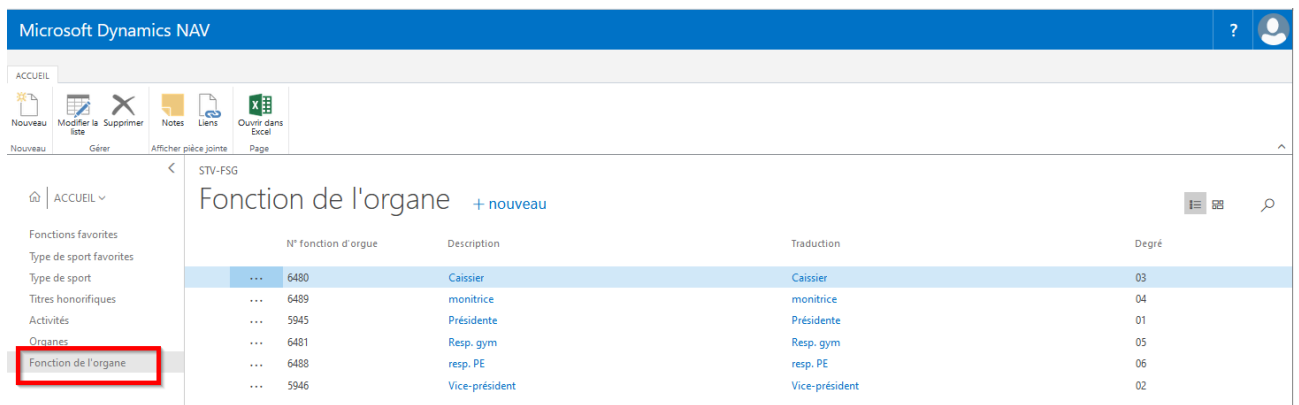 Microsoft Dynamics NAV ?
ACCUEIL
Nouveau Modifier la liste Supprimer Notes Liens Ouvrir dans Excel
Nouveau Gérer Afficher pièce jointe Page
STV-FSG
ACCUEIL
Fonction de l'organe + nouveau
Fonctions favorites
Type de sport favorites
Type de sport
Titres honorifiques
Activités
Organes
Fonction de l'organe
N° fonction d'orgue Description Traduction Degré
... 6480 Caissier Caissier 03
... 6489 monitrice monitrice 04
... 5945 Présidente Présidente 01
... 6481 Resp. gym Resp. gym 05
... 6488 resp. PE resp. PE 06
... 5946 Vice-président Vice-président 02